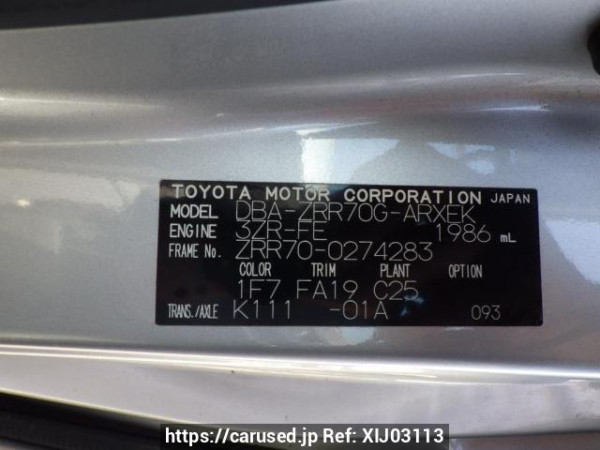 TOYOTA MOTOR CORPORATION JAPAN
MODEL DBA-ZRR70G-ARXEK
ENGINE 3ZR-FE 1986 mL
FRAME No. ZRR70-0274283
COLOR TRIM PLANT OPTION
1F7 FA19 C25
TRANS./AXLE K111 -01A 093
https://carused.jp Ref: XIJ03113